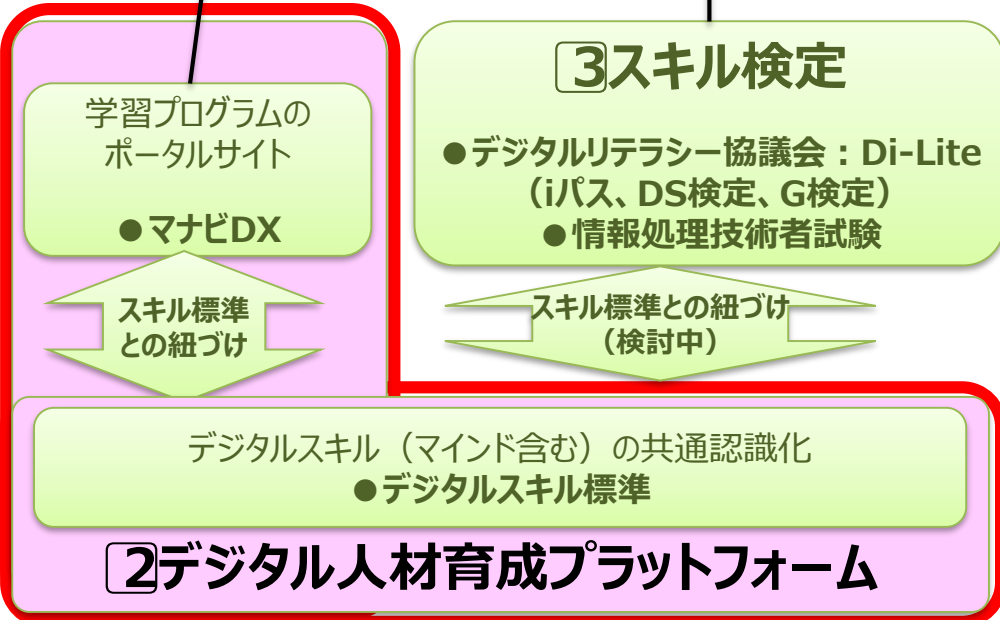 学習プログラムの
ポータルサイト
●マナビDX
スキル標準
との紐づけ
3スキル検定
●デジタルリテラシー協議会：Di-Lite
（iパス、DS検定、G検定）
●情報処理技術者試験
スキル標準との紐づけ
（検討中）
デジタルスキル（マインド含む）の共通認識化
●デジタルスキル標準
2デジタル人材育成プラットフォーム